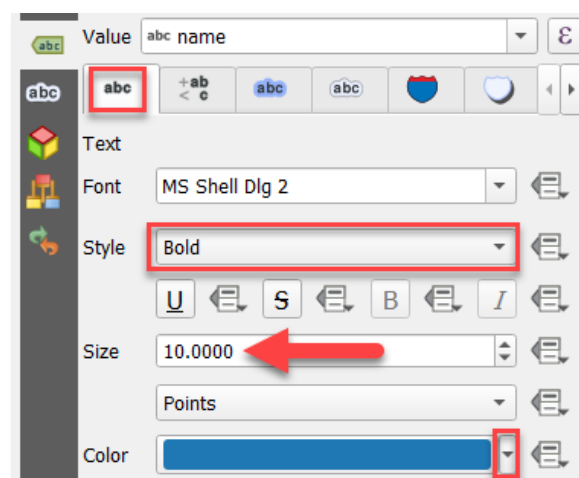 abc Value abc name ε
abc abc +ab < c abc abc
Text
Font MS Shell Dlg 2
Style Bold
U S B I
Size 10.0000
Points
Color